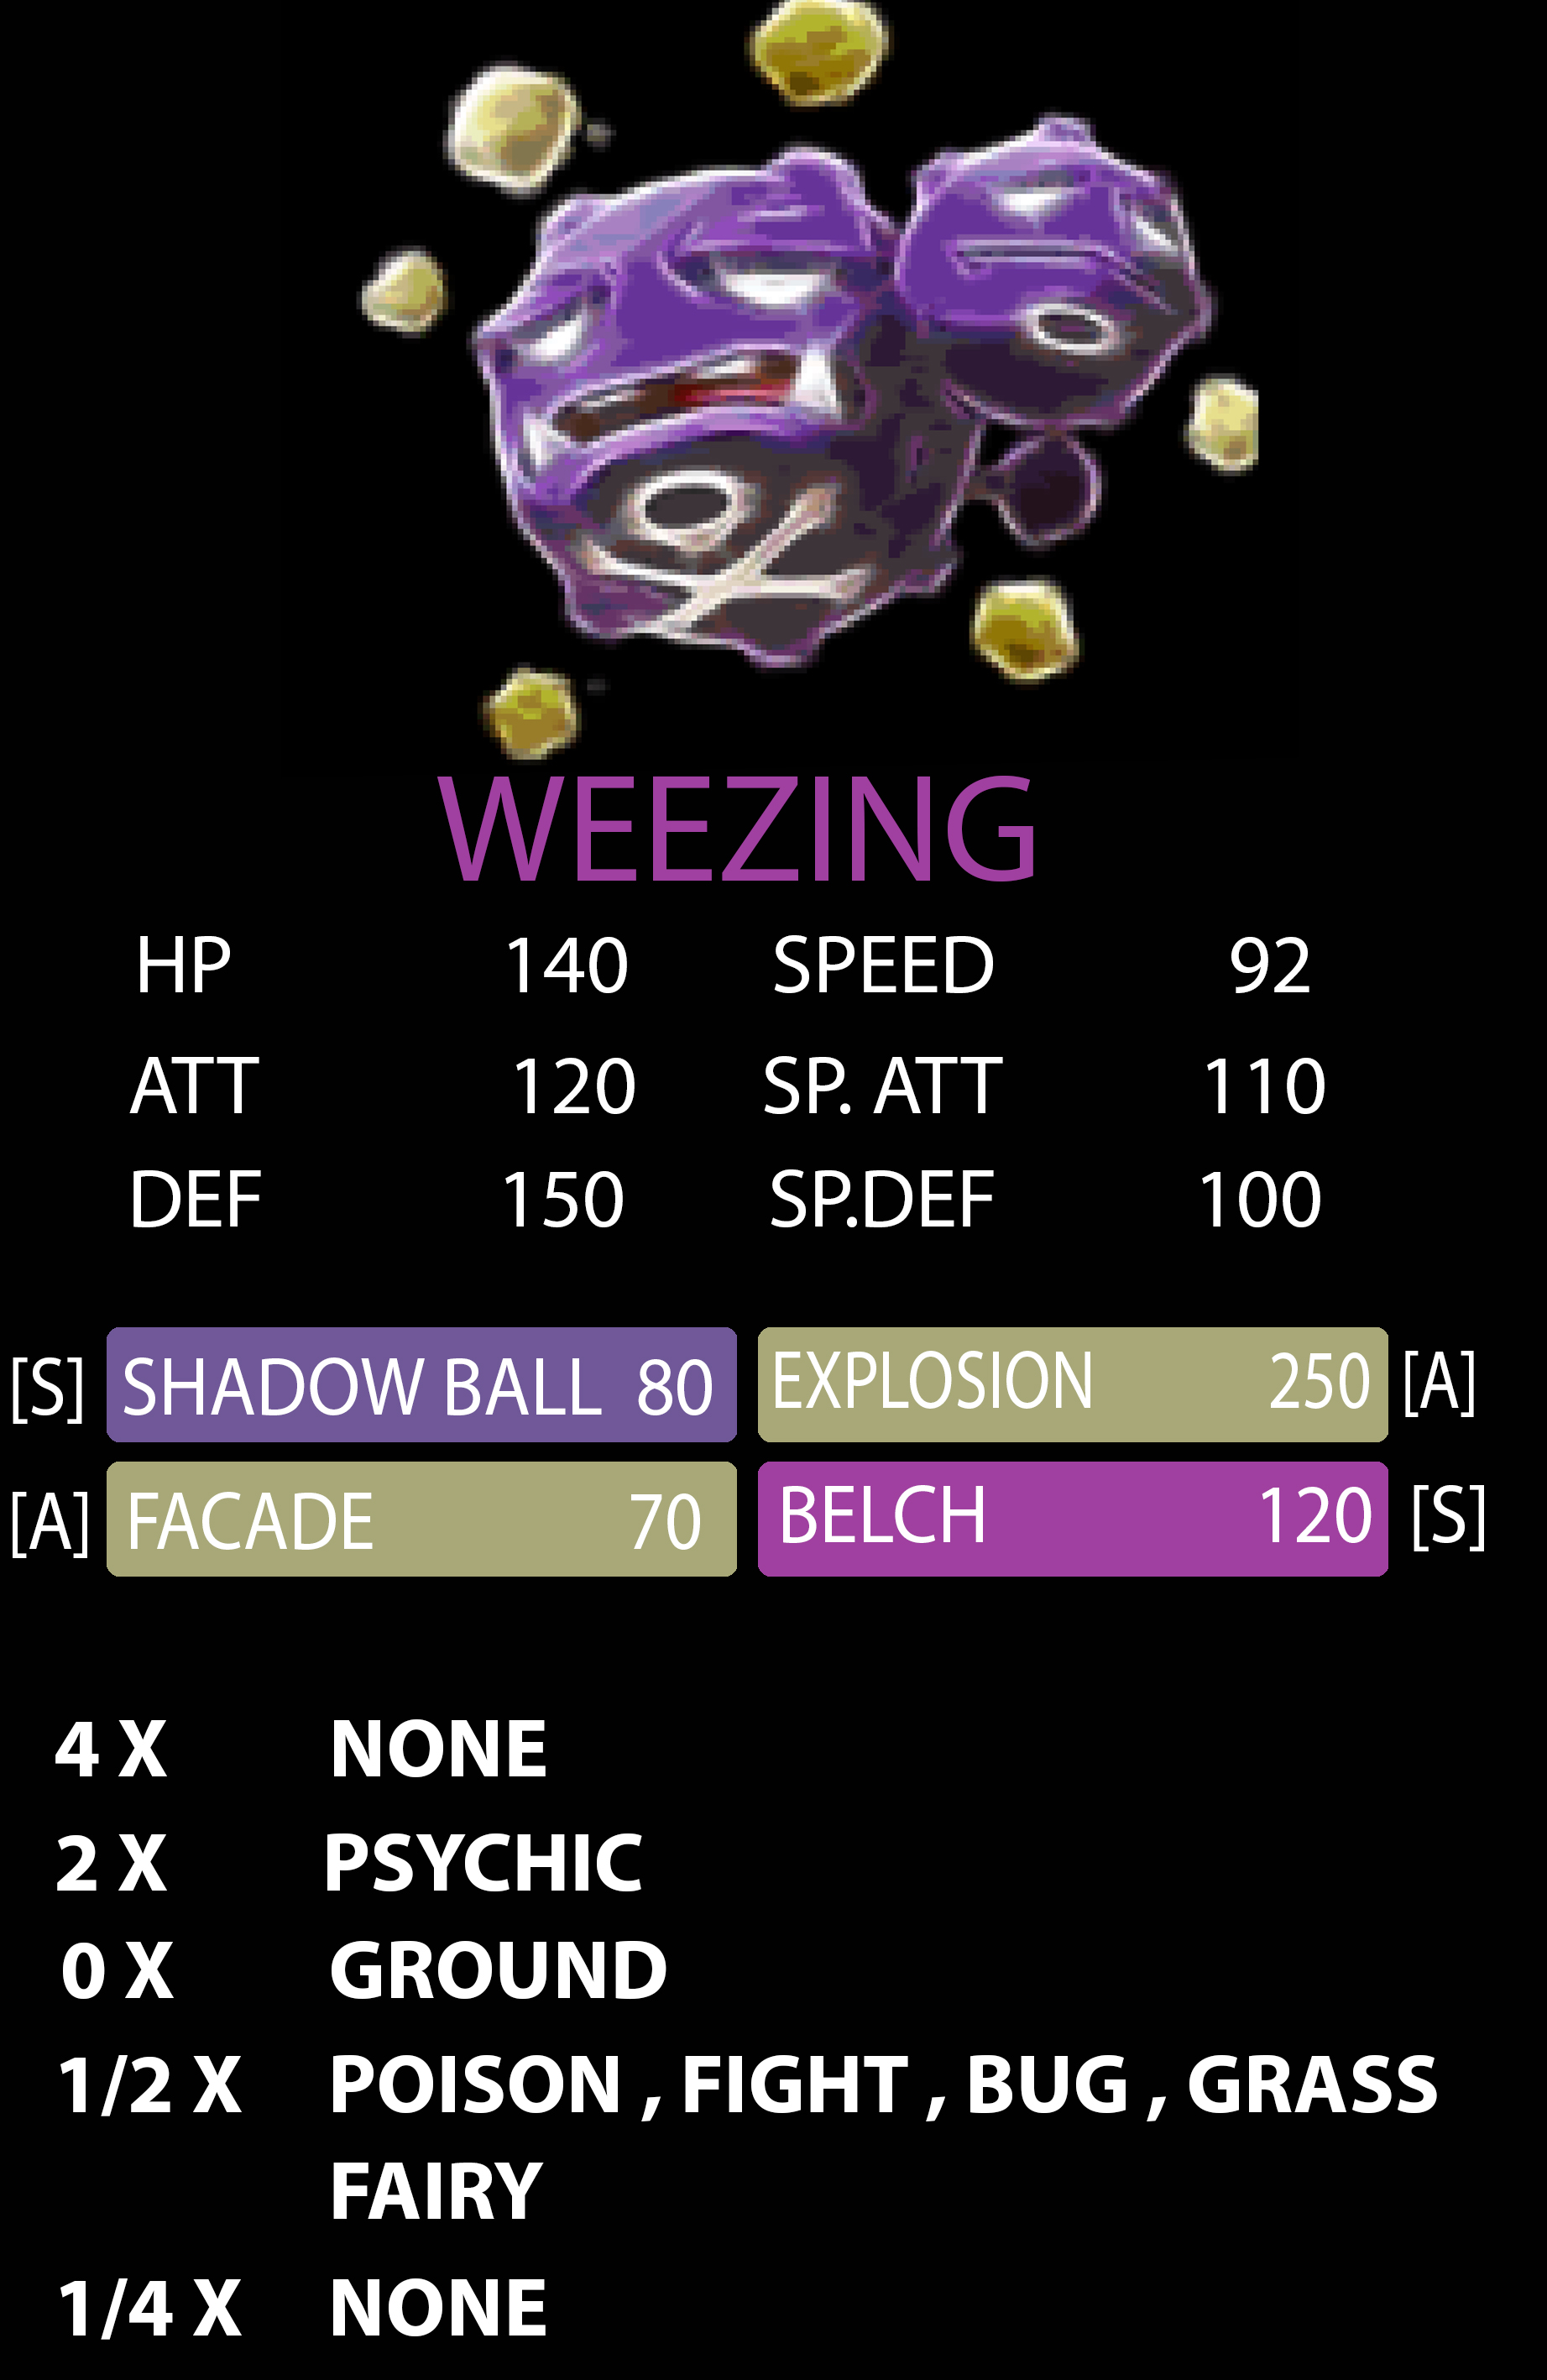 WEEZING
HP 140 SPEED 92
ATT 120 SP. ATT 110
DEF 150 SP.DEF 100
[S] SHADOW BALL 80 EXPLOSION 250 [A]
[A] FACADE 70 BELCH 120 [S]
4 X NONE
2 X PSYCHIC
0 X GROUND
1/2 X POISON , FIGHT , BUG , GRASS
FAIRY
1/4 X NONE